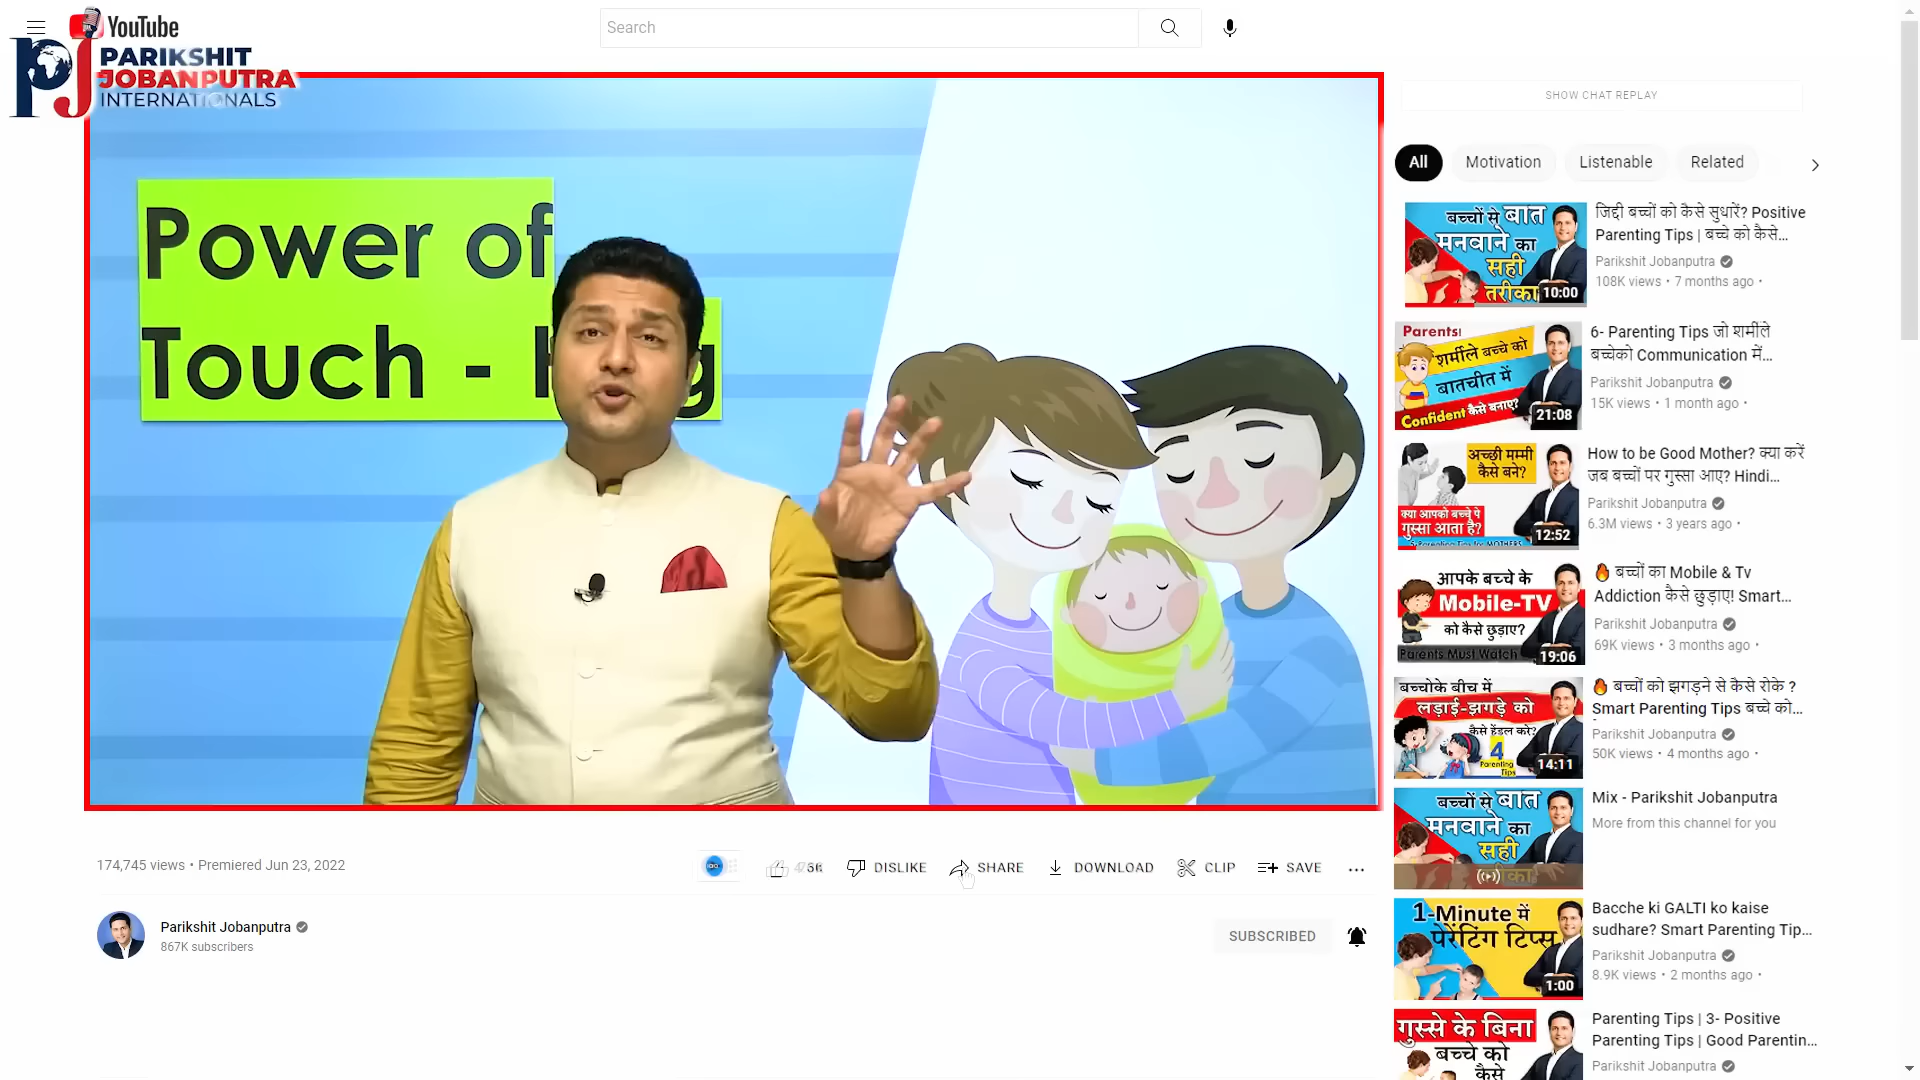 YouTube
PARIKSHIT
JOBANPUTRA
INTERNATIONALS
Search
Power of
Touch -
SHOW CHAT REPLAY
All
Motivation
Listenable
Related
बच्चों से बात
मनवाने का
सही
तरीका
10:00
जिद्दी बच्चों को कैसे सुधारें? Positive
Parenting Tips | बच्चे को कैसे...
Parikshit Jobanputra
108K views • 7 months ago •
Parents!
शर्मीले बच्चे को
बातचीत में
Confident कैसे बनाए?
21:08
6- Parenting Tips जो शर्मीले
बच्चेको Communication में...
Parikshit Jobanputra
15K views • 1 month ago •
अच्छी मम्मी
कैसे बने?
क्या आपको बच्चे पे
गुस्सा आता है?
5-Parenting Tips for MOTHERS
12:52
How to be Good Mother? क्या करें
जब बच्चों पर गुस्सा आए? Hindi...
Parikshit Jobanputra
6.3M views • 3 years ago •
आपके बच्चे के
Mobile-TV
को कैसे छुड़ाए?
Parents Must Watch
19:06
🔥 बच्चों का Mobile & Tv
Addiction कैसे छुड़ाए! Smart...
Parikshit Jobanputra
69K views • 3 months ago •
बच्चोके बीच में
लड़ाई-झगड़े को
कैसे हेंडल करे?
4
Parenting
Tips
14:11
🔥 बच्चों को झगड़ने से कैसे रोके ?
Smart Parenting Tips बच्चे को...
Parikshit Jobanputra
50K views • 4 months ago •
बच्चों से बात
मनवाने का
सही
Mix - Parikshit Jobanputra
More from this channel for you
1-Minute में
पेरेंटिंग टिप्स
1:00
Bacche ki GALTI ko kaise
sudhare? Smart Parenting Tip...
Parikshit Jobanputra
8.9K views • 2 months ago •
गुस्से के बिना
बच्चे को
कैसे
Parenting Tips | 3- Positive
Parenting Tips | Good Parentin...
Parikshit Jobanputra
174,745 views • Premiered Jun 23, 2022
DISLIKE
SHARE
DOWNLOAD
CLIP
SAVE
Parikshit Jobanputra
867K subscribers
SUBSCRIBED